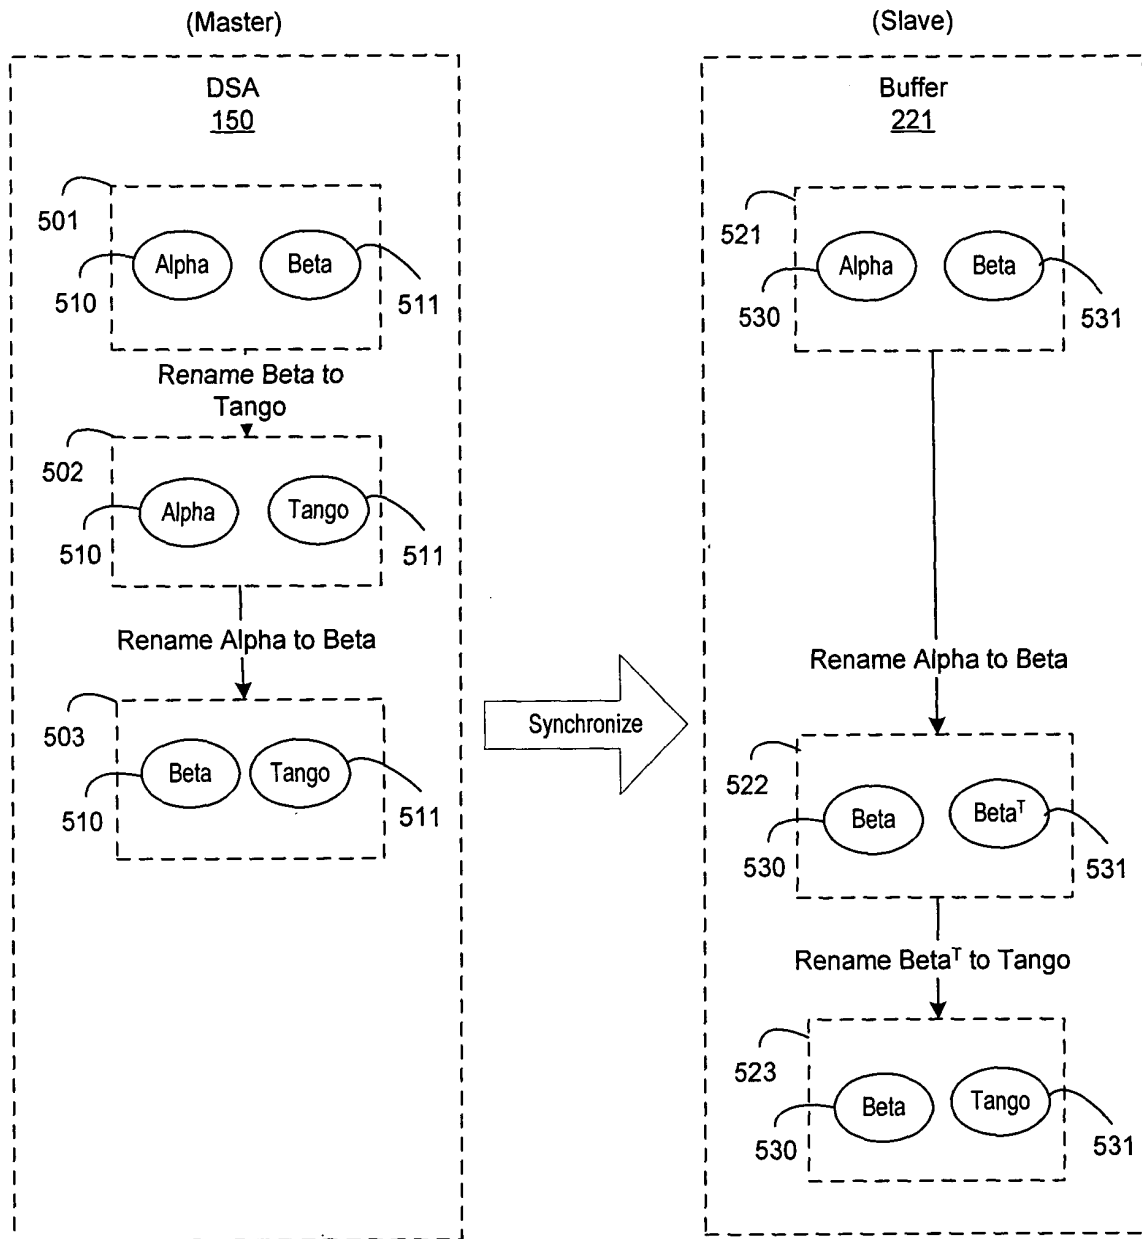 (Master)
DSA
150
501
Alpha
Beta
510
511
Rename Beta to
Tango
502
Alpha
Tango
510
511
Rename Alpha to Beta
503
Beta
Tango
510
511
Synchronize
(Slave)
Buffer
221
521
Alpha
Beta
530
531
Rename Alpha to Beta
522
Beta
Betaᵀ
530
531
Rename Betaᵀ to Tango
523
Beta
Tango
530
531